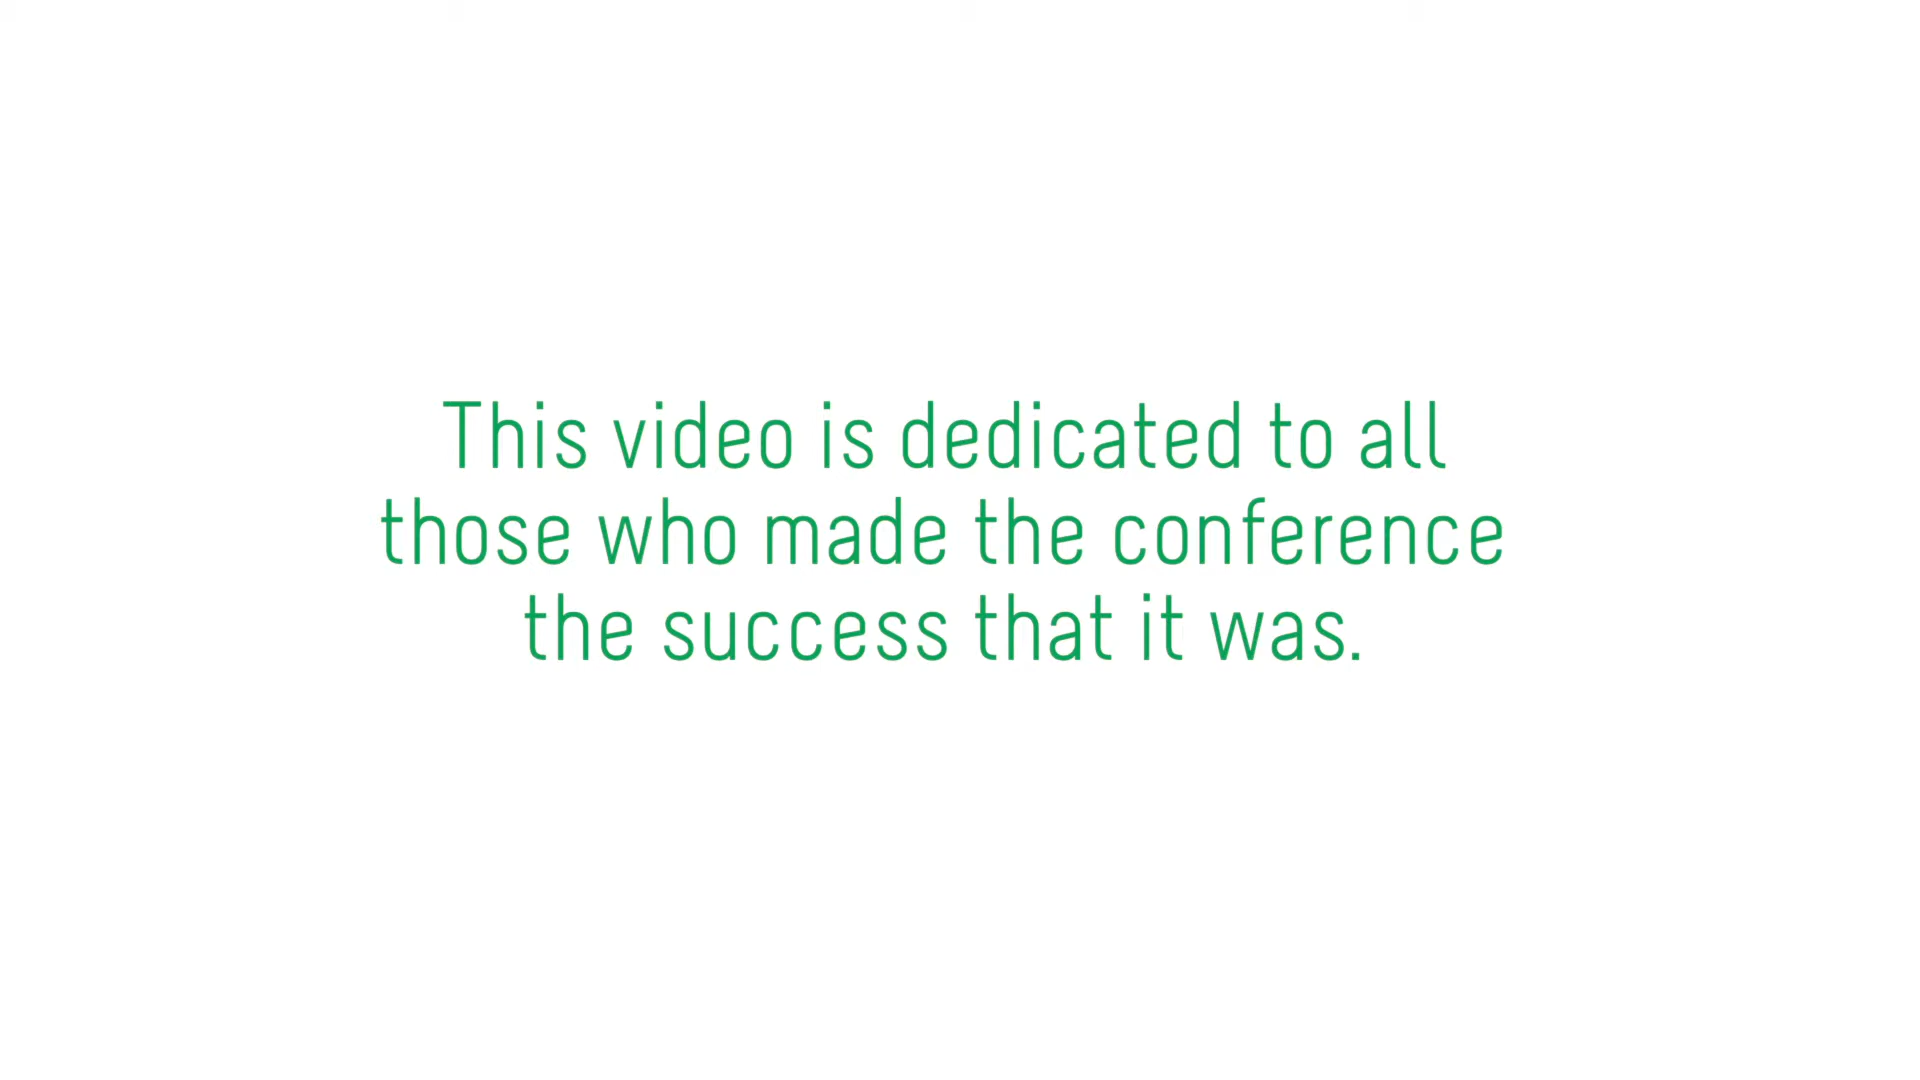 This video is dedicated to all
those who made the conference
the success that it was.